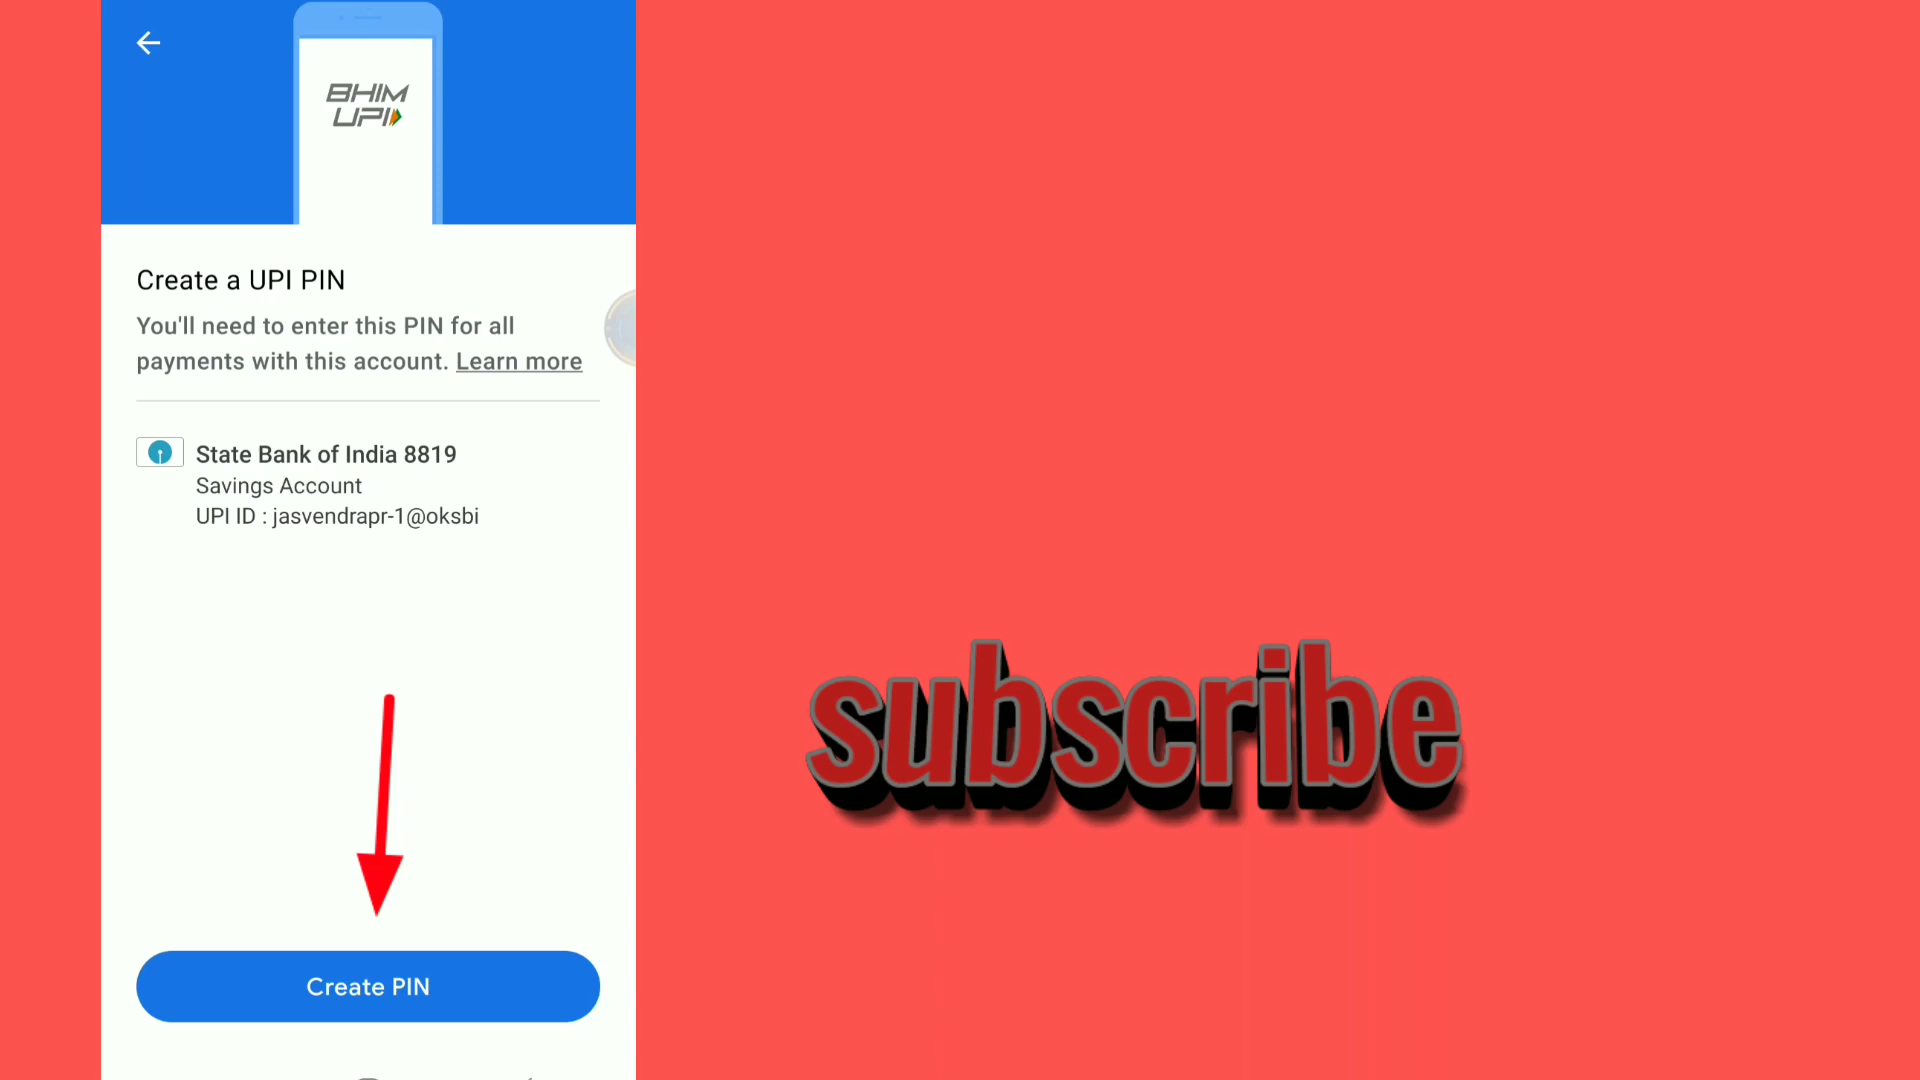 BHIM
UPI
Create a UPI PIN
You'll need to enter this PIN for all
payments with this account. Learn more
State Bank of India 8819
Savings Account
UPI ID : jasvendrapr-1@oksbi
subscribe
Create PIN